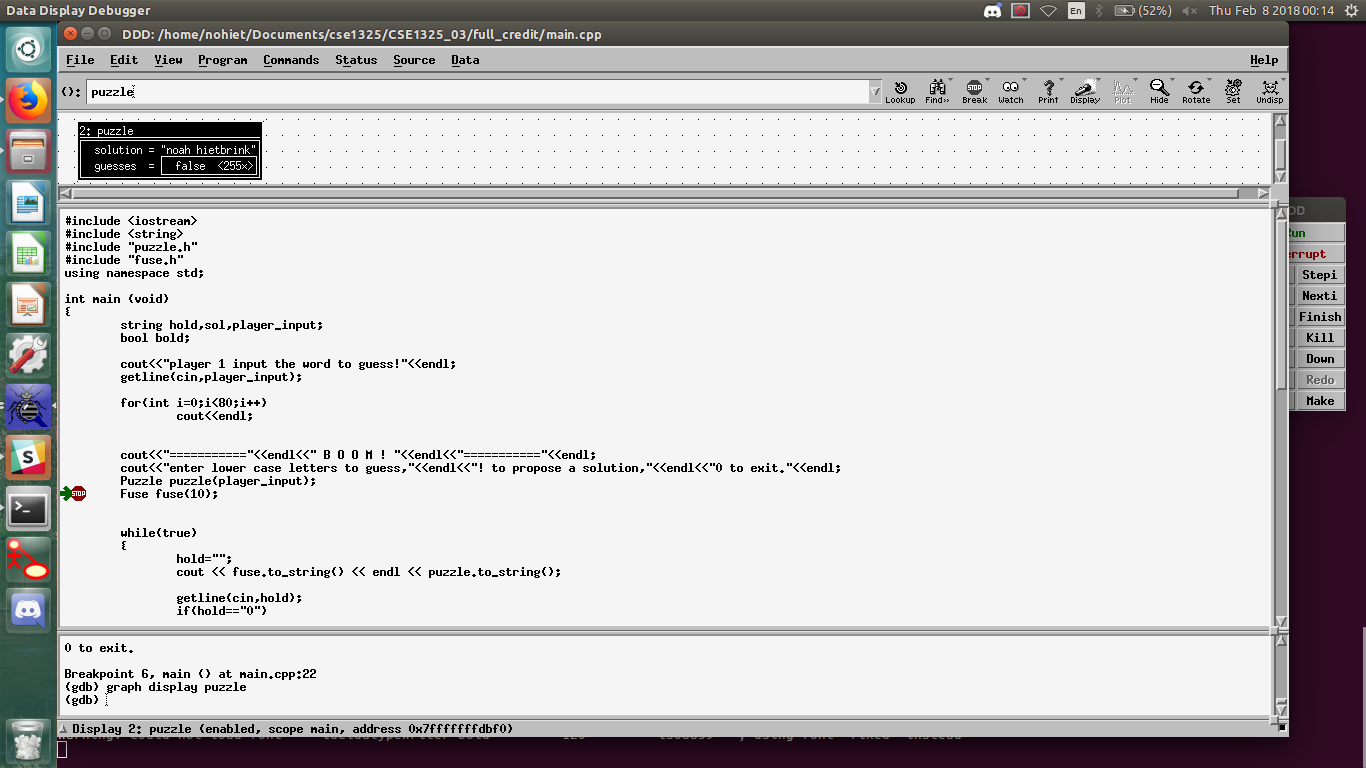 Data Display Debugger
En
(52%)
Thu Feb 8 2018 00:14
DDD: /home/nohiet/Documents/cse1325/CSE1325_03/full_credit/main.cpp
File Edit View Program Commands Status Source Data Help
(): puzzle
Lookup Find>> Break Watch Print Display Plot Hide Rotate Set Undisp
STOP
2: puzzle
solution = "noah hietbrink"
guesses = false <255x>
#include <iostream>
#include <string>
#include "puzzle.h"
#include "fuse.h"
using namespace std;
int main (void)
{
string hold,sol,player_input;
bool bold;
cout<<"player 1 input the word to guess!"<<endl;
getline(cin,player_input);
for(int i=0;i<80;i++)
cout<<endl;
cout<<"==========="<<endl<<" B O O M ! "<<endl<<"==========="<<endl;
cout<<"enter lower case letters to guess,"<<endl<<"! to propose a solution,"<<endl<<"0 to exit."<<endl;
Puzzle puzzle(player_input);
STOP Fuse fuse(10);
while(true)
{
hold="";
cout << fuse.to_string() << endl << puzzle.to_string();
getline(cin,hold);
if(hold=="0")
0 to exit.
Breakpoint 6, main () at main.cpp:22
(gdb) graph display puzzle
(gdb)
Display 2: puzzle (enabled, scope main, address 0x7fffffffdbf0)
DD
un
errupt
Stepi
Nexti
Finish
Kill
Down
Redo
Make